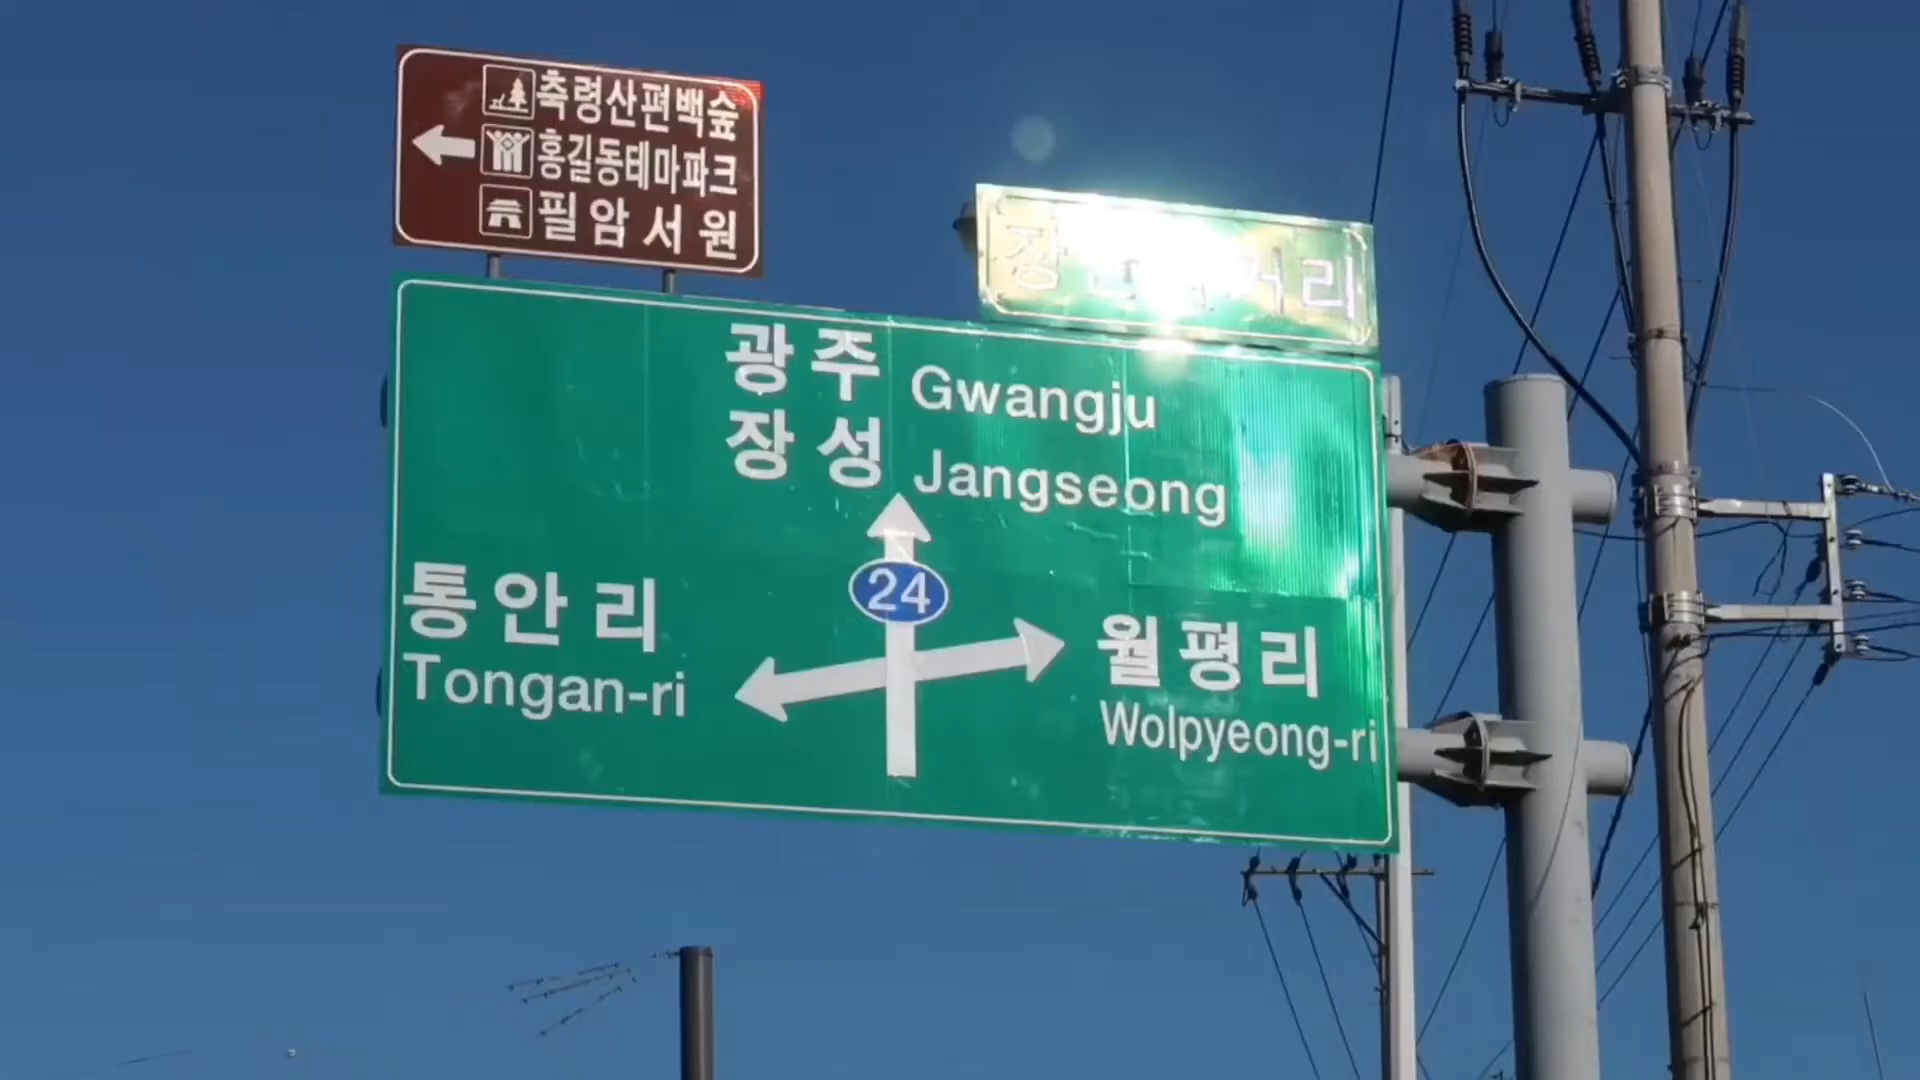 축령산편백숲
홍길동테마파크
필암서원
광주 Gwangju
장성 Jangseong
24
통안리
Tongan-ri
월평리
Wolpyeong-ri